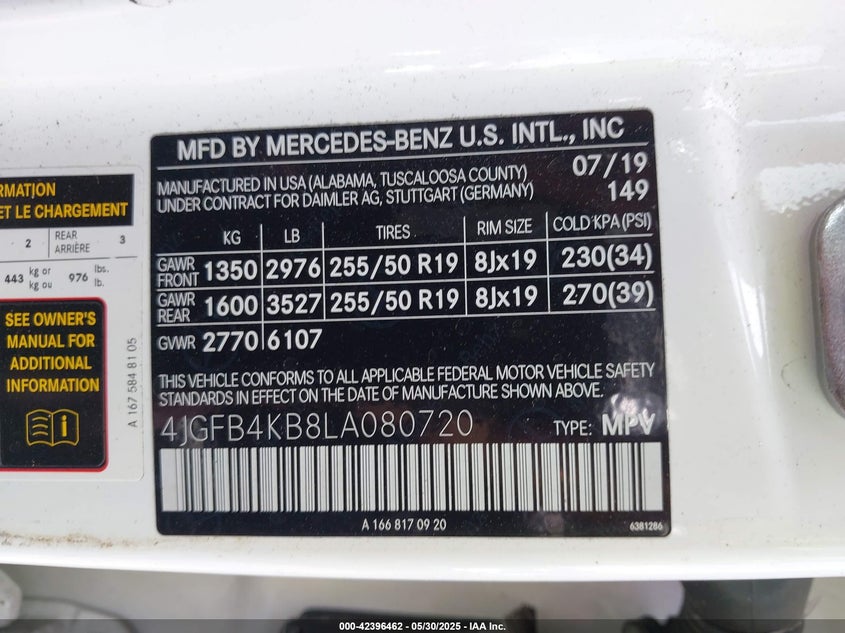 RMATION
ET LE CHARGEMENT
2 REAR ARRIÈRE 3
443 kg or kg ou 976 lbs. lb.
SEE OWNER'S
MANUAL FOR
ADDITIONAL
INFORMATION
A 167 584 81 05
MFD BY MERCEDES-BENZ U.S. INTL., INC
MANUFACTURED IN USA (ALABAMA, TUSCALOOSA COUNTY) 07/19
UNDER CONTRACT FOR DAIMLER AG, STUTTGART (GERMANY) 149
KG LB TIRES RIM SIZE COLD KPA(PSI)
GAWR FRONT 1350 2976 255/50 R19 8Jx19 230(34)
GAWR REAR 1600 3527 255/50 R19 8Jx19 270(39)
GVWR 2770 6107
THIS VEHICLE CONFORMS TO ALL APPLICABLE FEDERAL MOTOR VEHICLE SAFETY
STANDARDS IN EFFECT ON THE DATE OF MANUFACTURE SHOWN ABOVE.
4JGFB4KB8LA080720 TYPE: MPV
A 166 817 09 20 6381286
000-42396462 - 05/30/2025 - IAA Inc.